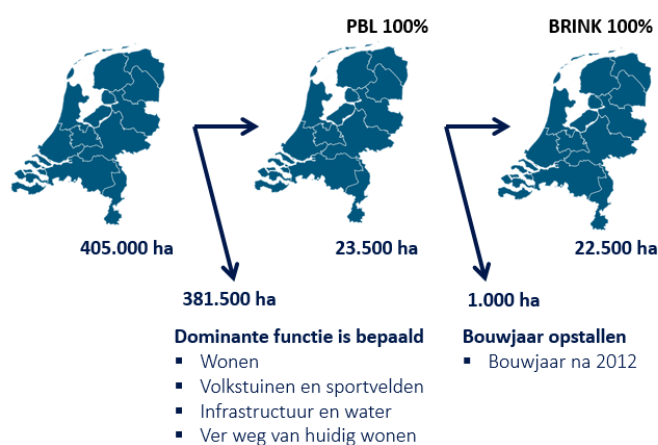 PBL 100%
BRINK 100%
405.000 ha
23.500 ha
22.500 ha
381.500 ha
1.000 ha
Dominante functie is bepaald
▪ Wonen
▪ Volkstuinen en sportvelden
▪ Infrastructuur en water
▪ Ver weg van huidig wonen
Bouwjaar opstallen
▪ Bouwjaar na 2012